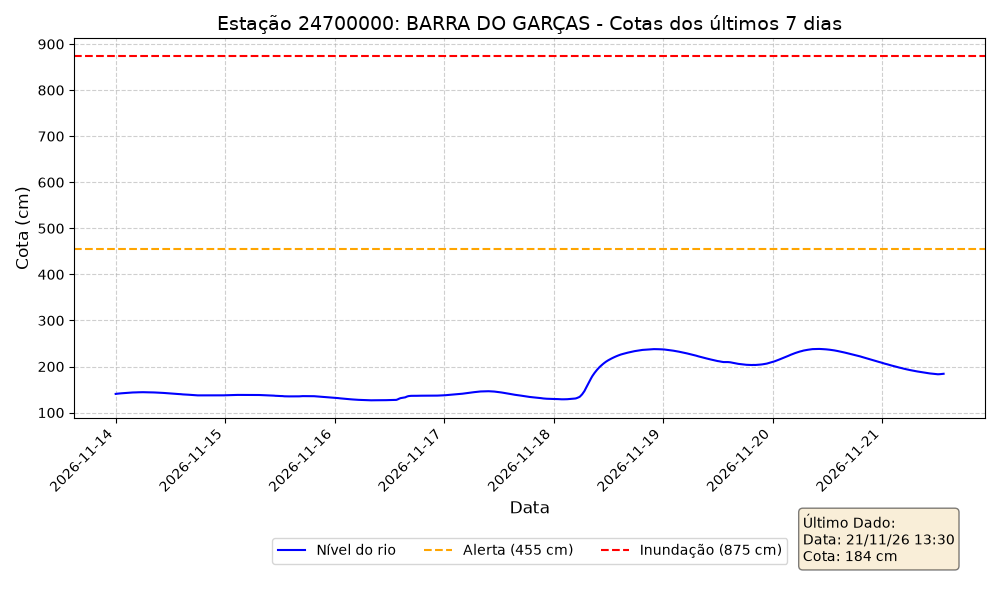 Estação 24700000: BARRA DO GARÇAS - Cotas dos últimos 7 dias
Cota (cm)
900
800
700
600
500
400
300
200
100
2026-11-14
2026-11-15
2026-11-16
2026-11-17
2026-11-18
2026-11-19
2026-11-20
2026-11-21
Data
Nível do rio
Alerta (455 cm)
Inundação (875 cm)
Último Dado:
Data: 21/11/26 13:30
Cota: 184 cm